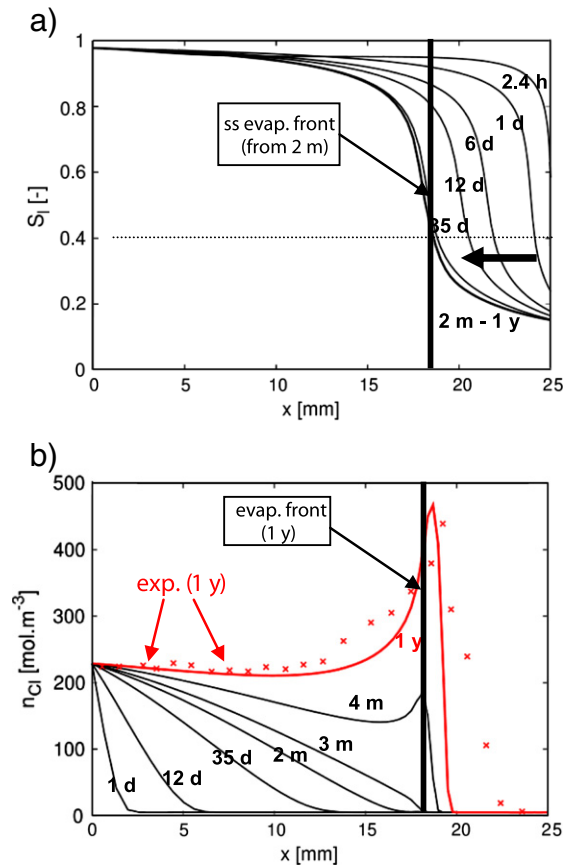 a)
1
0.8
0.6
0.4
0.2
0
S_l [-]
ss evap. front
(from 2 m)
2.4 h
1 d
6 d
12 d
35 d
2 m - 1 y
0 5 10 15 20 25
x [mm]
b)
500
400
300
200
100
0
n_Cl [mol.m^-3]
evap. front
(1 y)
exp. (1 y)
1 y
4 m
3 m
2 m
35 d
12 d
1 d
0 5 10 15 20 25
x [mm]